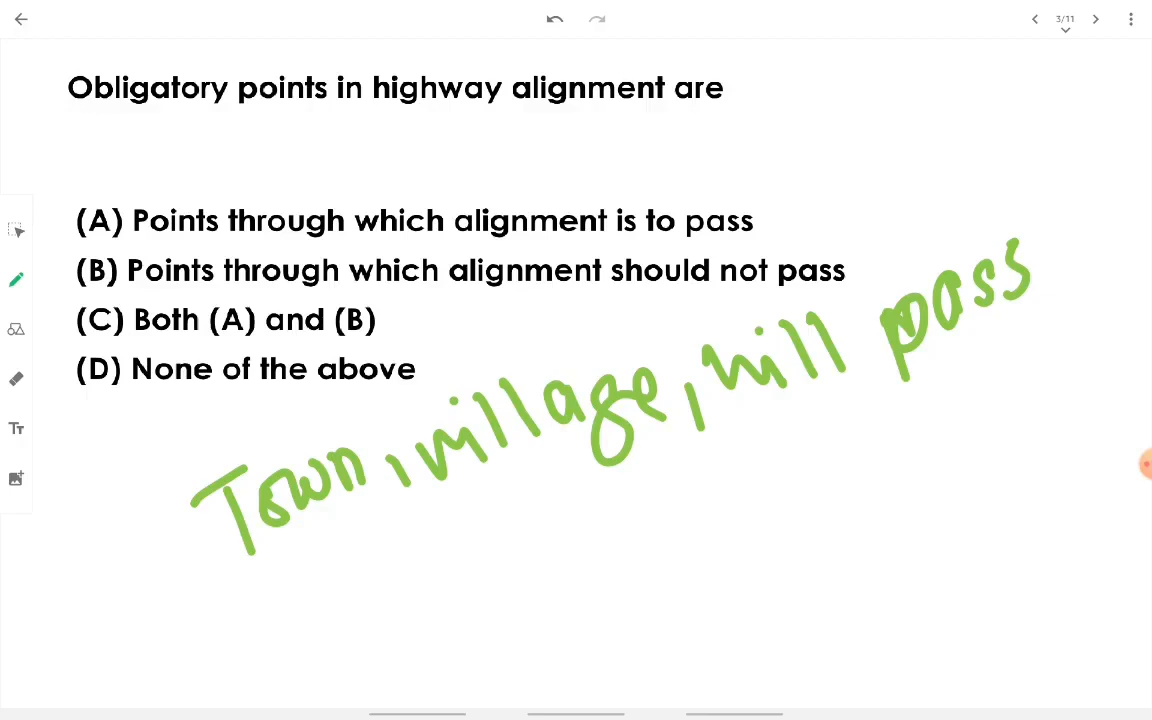 3/11
Obligatory points in highway alignment are
(A) Points through which alignment is to pass
(B) Points through which alignment should not pass
(C) Both (A) and (B)
(D) None of the above
Town, village, hill pass
TT